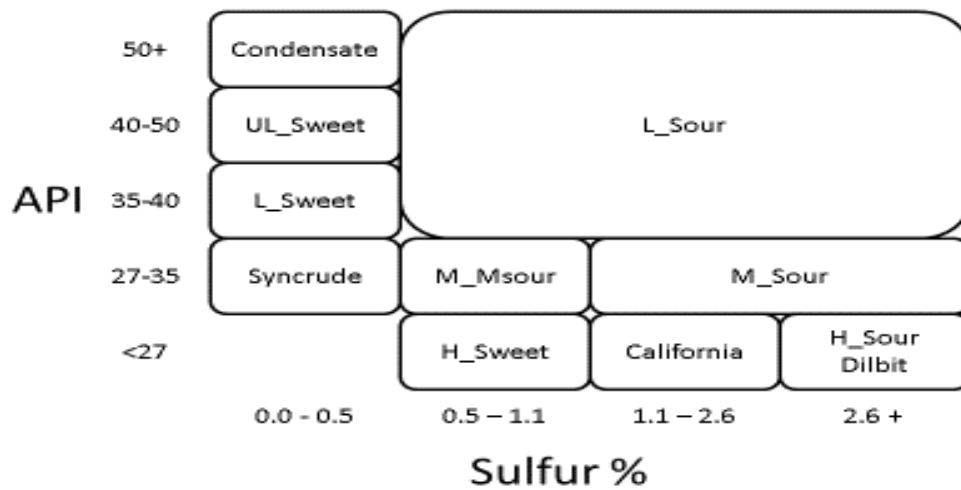 50+ Condensate
40-50 UL_Sweet L_Sour
API 35-40 L_Sweet
27-35 Syncrude M_Msour M_Sour
<27 H_Sweet California H_Sour
Dilbit
0.0 - 0.5 0.5 – 1.1 1.1 – 2.6 2.6 +
Sulfur %